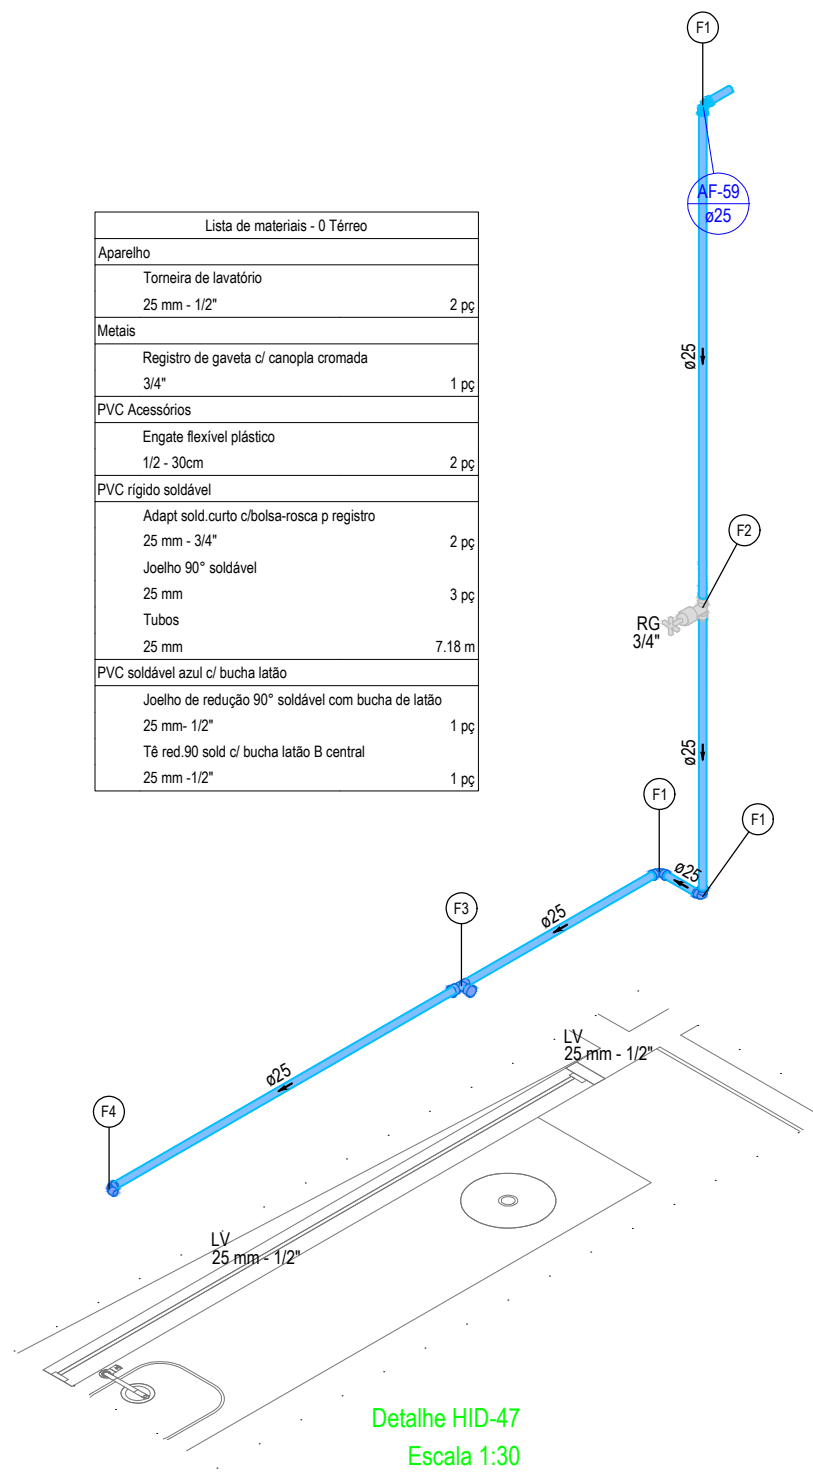 F1
AF-59
ø25
Lista de materiais - 0 Térreo
Aparelho
Torneira de lavatório
25 mm - 1/2" 2 pç
Metais
Registro de gaveta c/ canopla cromada
3/4" 1 pç
PVC Acessórios
Engate flexível plástico
1/2 - 30cm 2 pç
PVC rígido soldável
Adapt sold.curto c/bolsa-rosca p registro
25 mm - 3/4" 2 pç
Joelho 90° soldável
25 mm 3 pç
Tubos
25 mm 7.18 m
PVC soldável azul c/ bucha latão
Joelho de redução 90° soldável com bucha de latão
25 mm- 1/2" 1 pç
Tê red.90 sold c/ bucha latão B central
25 mm -1/2" 1 pç
ø25
F2
RG
3/4"
ø25
F1
F1
ø25
F3
ø25
LV
25 mm - 1/2"
ø25
F4
LV
25 mm - 1/2"
Detalhe HID-47
Escala 1:30